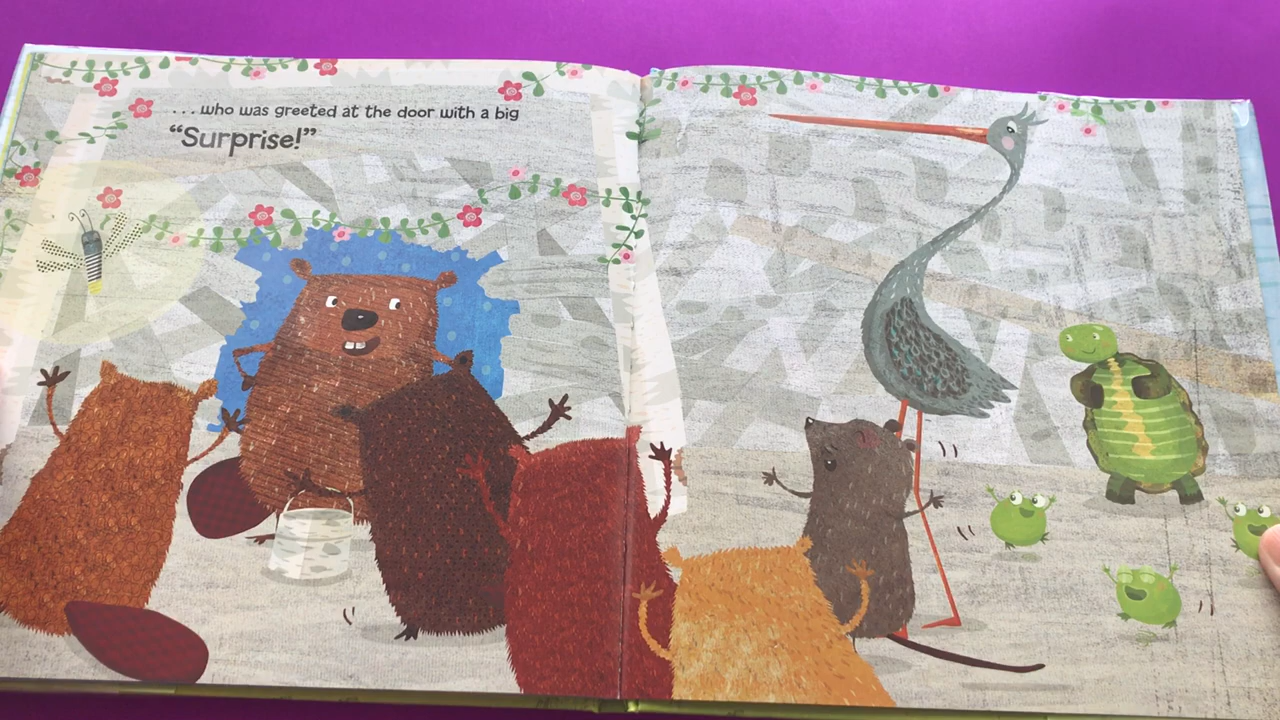 ...who was greeted at the door with a big
“Surprise!”